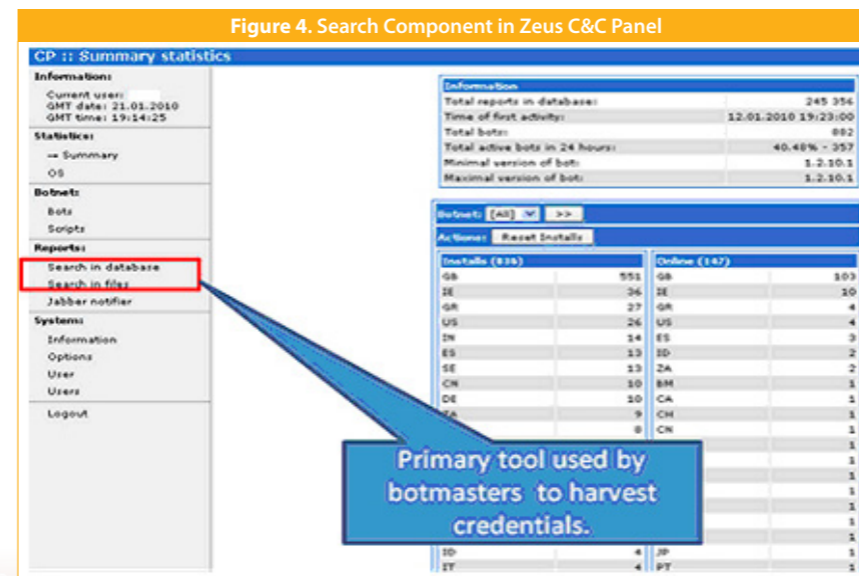 Figure 4. Search Component in Zeus C&C Panel
CP :: Summary statistics
Information:
Current user:
GMT date: 21.01.2010
GMT time: 19:14:25
Statistics:
→ Summary
OS
Botnet:
Bots
Scripts
Reports:
Search in database
Search in files
Jabber notifier
System:
Information
Options
User
Users
Logout
Information
Total reports in database: 245 356
Time of first activity: 12.01.2010 19:23:00
Total bots: 882
Total active bots in 24 hours: 40.48% - 357
Minimal version of bot: 1.2.10.1
Maximal version of bot: 1.2.10.1
Botnet: [All] >>
Actions: Reset Installs
Installs (836) Online (147)
GB 551 GB 103
IE 36 IE 10
GR 27 GR 4
US 26 US 4
IN 14 ES 3
ES 13 ID 2
SE 13 ZA 2
CN 10 BM 1
DE 10 CA 1
9 CH 1
8 CN 1
1
1
1
1
1
1
1
ID 4 JP 1
IT 4 PT 1
Primary tool used by
botmasters to harvest
credentials.